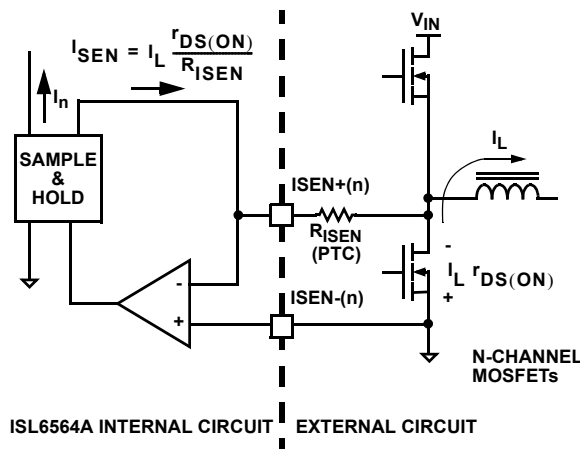 I_SEN = I_L r_DS(ON) / R_ISEN
V_IN
I_n
SAMPLE
&
HOLD
I_L
ISEN+(n)
R_ISEN
(PTC)
-
I_L r_DS(ON)
+
-
+
ISEN-(n)
N-CHANNEL
MOSFETs
ISL6564A INTERNAL CIRCUIT
EXTERNAL CIRCUIT